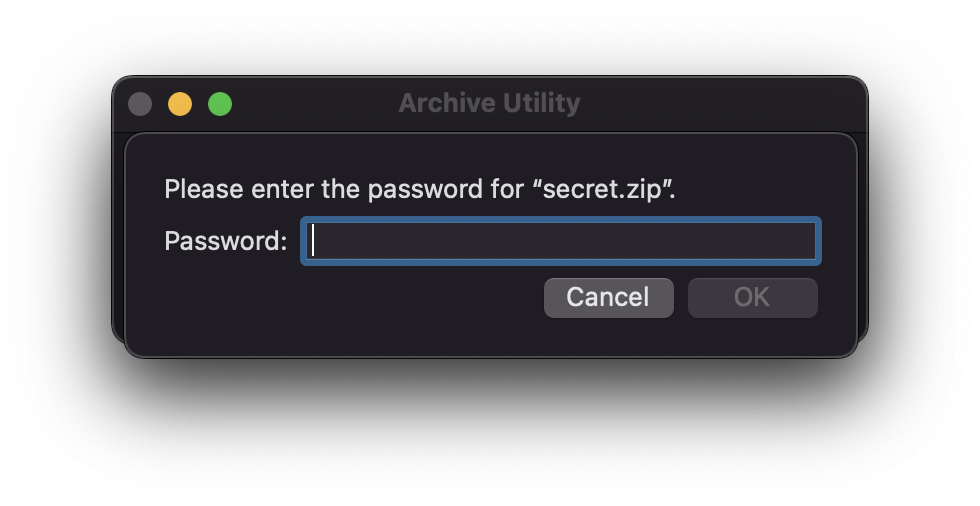 Archive Utility
Please enter the password for “secret.zip”.
Password:
Cancel
OK